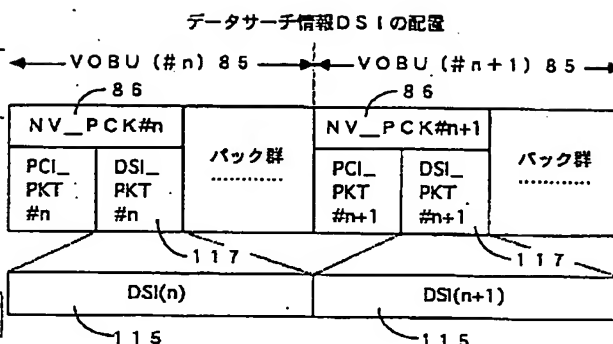 データサーチ情報DSIの配置
VOBU (#n) 85
VOBU (#n+1) 85
86
86
NV_PCK#n
パック群
…………
NV_PCK#n+1
パック群
…………
PCI_
PKT
#n
DSI_
PKT
#n
PCI_
PKT
#n+1
DSI_
PKT
#n+1
117
117
DSI(n)
DSI(n+1)
115
115